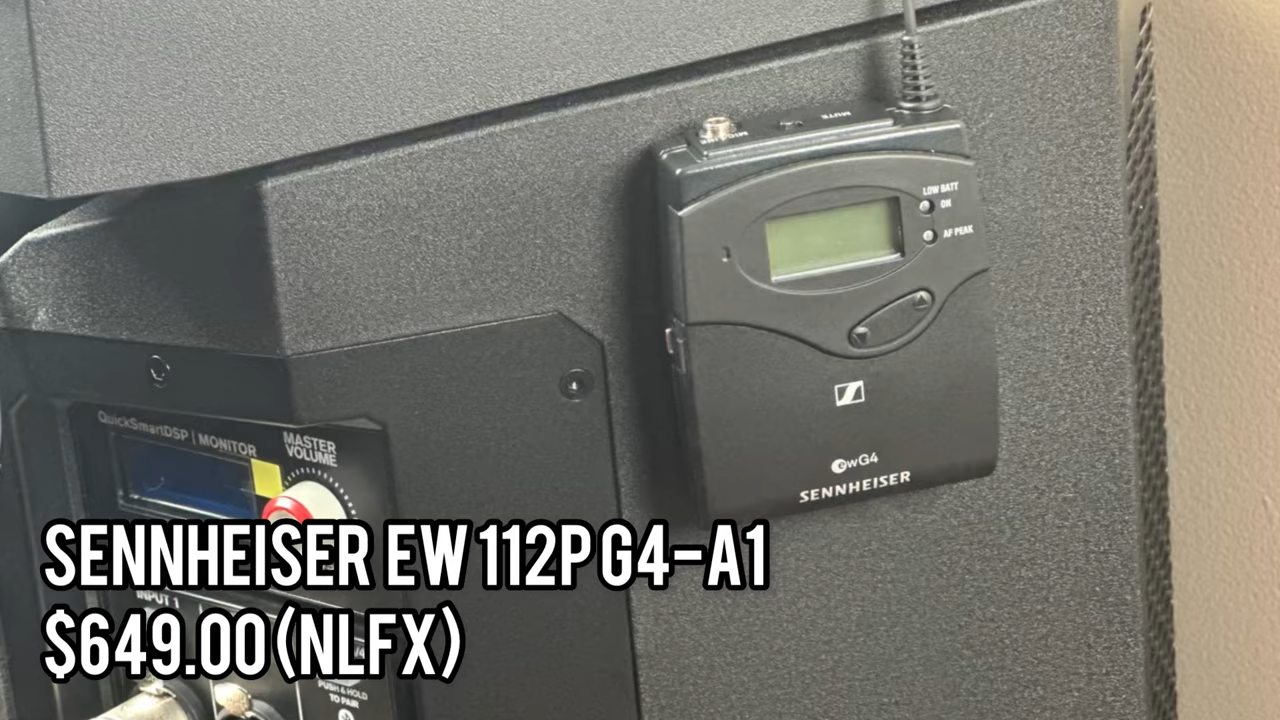 MUTE
LOW BATT
ON
AF PEAK
ewG4
SENNHEISER
QuickSmartDSP | MONITOR
MASTER
VOLUME
SENNHEISER EW 112P G4-A1
INPUT 1
$649.00 (NLFX)
PUSH & HOLD
TO PAIR